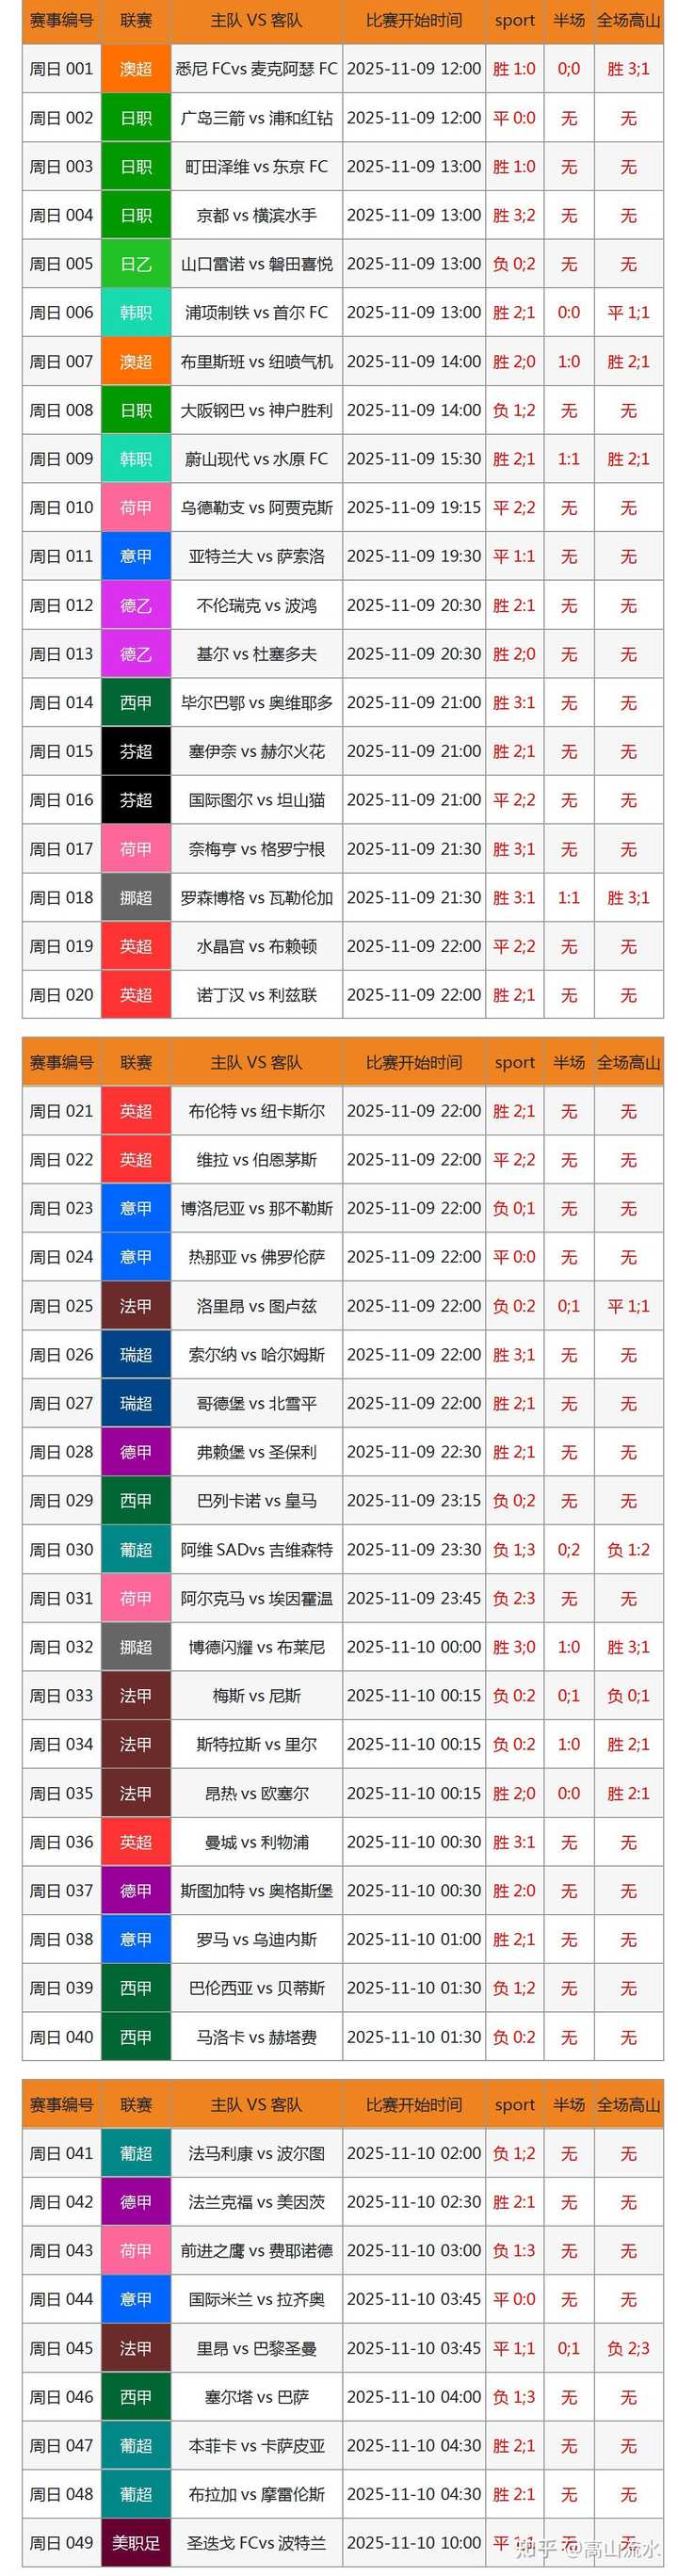 赛事编号 联赛 主队 VS 客队 比赛开始时间 sport 半场 全场高山
周日 001 澳超 悉尼 FCvs 麦克阿瑟 FC 2025-11-09 12:00 胜 1:0 0;0 胜 3;1
周日 002 日职 广岛三箭 vs 浦和红钻 2025-11-09 12:00 平 0:0 无 无
周日 003 日职 町田泽维 vs 东京 FC 2025-11-09 13:00 胜 1:0 无 无
周日 004 日职 京都 vs 横滨水手 2025-11-09 13:00 胜 3;2 无 无
周日 005 日乙 山口雷诺 vs 磐田喜悦 2025-11-09 13:00 负 0;2 无 无
周日 006 韩职 浦项制铁 vs 首尔 FC 2025-11-09 13:00 胜 2;1 0:0 平 1;1
周日 007 澳超 布里斯班 vs 纽喷气机 2025-11-09 14:00 胜 2;0 1:0 胜 2;1
周日 008 日职 大阪钢巴 vs 神户胜利 2025-11-09 14:00 负 1;2 无 无
周日 009 韩职 蔚山现代 vs 水原 FC 2025-11-09 15:30 胜 2;1 1:1 胜 2;1
周日 010 荷甲 乌德勒支 vs 阿贾克斯 2025-11-09 19:15 平 2;2 无 无
周日 011 意甲 亚特兰大 vs 萨索洛 2025-11-09 19:30 平 1:1 无 无
周日 012 德乙 不伦瑞克 vs 波鸿 2025-11-09 20:30 胜 2:1 无 无
周日 013 德乙 基尔 vs 杜塞多夫 2025-11-09 20:30 胜 2;0 无 无
周日 014 西甲 毕尔巴鄂 vs 奥维耶多 2025-11-09 21:00 胜 3:1 无 无
周日 015 芬超 塞伊奈 vs 赫尔火花 2025-11-09 21:00 胜 2;1 无 无
周日 016 芬超 国际图尔 vs 坦山猫 2025-11-09 21:00 平 2;2 无 无
周日 017 荷甲 奈梅亨 vs 格罗宁根 2025-11-09 21:30 胜 3;1 无 无
周日 018 挪超 罗森博格 vs 瓦勒伦加 2025-11-09 21:30 胜 3:1 1:1 胜 3;1
周日 019 英超 水晶宫 vs 布赖顿 2025-11-09 22:00 平 2;2 无 无
周日 020 英超 诺丁汉 vs 利兹联 2025-11-09 22:00 胜 2;1 无 无
赛事编号 联赛 主队 VS 客队 比赛开始时间 sport 半场 全场高山
周日 021 英超 布伦特 vs 纽卡斯尔 2025-11-09 22:00 胜 2;1 无 无
周日 022 英超 维拉 vs 伯恩茅斯 2025-11-09 22:00 平 2:2 无 无
周日 023 意甲 博洛尼亚 vs 那不勒斯 2025-11-09 22:00 负 0;1 无 无
周日 024 意甲 热那亚 vs 佛罗伦萨 2025-11-09 22:00 平 0:0 无 无
周日 025 法甲 洛里昂 vs 图卢兹 2025-11-09 22:00 负 0:2 0;1 平 1;1
周日 026 瑞超 索尔纳 vs 哈尔姆斯 2025-11-09 22:00 胜 3;1 无 无
周日 027 瑞超 哥德堡 vs 北雪平 2025-11-09 22:00 胜 2;1 无 无
周日 028 德甲 弗赖堡 vs 圣保利 2025-11-09 22:30 胜 2;1 无 无
周日 029 西甲 巴列卡诺 vs 皇马 2025-11-09 23:15 负 0;2 无 无
周日 030 葡超 阿维 SADvs 吉维森特 2025-11-09 23:30 负 1;3 0;2 负 1:2
周日 031 荷甲 阿尔克马 vs 埃因霍温 2025-11-09 23:45 负 2:3 无 无
周日 032 挪超 博德闪耀 vs 布莱尼 2025-11-10 00:00 胜 3;0 1:0 胜 3;1
周日 033 法甲 梅斯 vs 尼斯 2025-11-10 00:15 负 0:2 0;1 负 0;1
周日 034 法甲 斯特拉斯 vs 里尔 2025-11-10 00:15 负 0:2 1:0 胜 2;1
周日 035 法甲 昂热 vs 欧塞尔 2025-11-10 00:15 胜 2;0 0:0 胜 2:1
周日 036 英超 曼城 vs 利物浦 2025-11-10 00:30 胜 3:1 无 无
周日 037 德甲 斯图加特 vs 奥格斯堡 2025-11-10 00:30 胜 2:0 无 无
周日 038 意甲 罗马 vs 乌迪内斯 2025-11-10 01:00 胜 2;1 无 无
周日 039 西甲 巴伦西亚 vs 贝蒂斯 2025-11-10 01:30 负 1;2 无 无
周日 040 西甲 马洛卡 vs 赫塔费 2025-11-10 01:30 负 0:2 无 无
赛事编号 联赛 主队 VS 客队 比赛开始时间 sport 半场 全场高山
周日 041 葡超 法马利康 vs 波尔图 2025-11-10 02:00 负 1;2 无 无
周日 042 德甲 法兰克福 vs 美因茨 2025-11-10 02:30 胜 2:1 无 无
周日 043 荷甲 前进之鹰 vs 费耶诺德 2025-11-10 03:00 负 1:3 无 无
周日 044 意甲 国际米兰 vs 拉齐奥 2025-11-10 03:45 平 0:0 无 无
周日 045 法甲 里昂 vs 巴黎圣曼 2025-11-10 03:45 平 1;1 0;1 负 2;3
周日 046 西甲 塞尔塔 vs 巴萨 2025-11-10 04:00 负 1;3 无 无
周日 047 葡超 本菲卡 vs 卡萨皮亚 2025-11-10 04:30 胜 2;1 无 无
周日 048 葡超 布拉加 vs 摩雷伦斯 2025-11-10 04:30 胜 2:1 无 无
周日 049 美职足 圣迭戈 FCvs 波特兰 2025-11-10 10:00 平 1:1 无 无
知乎 @高山流水